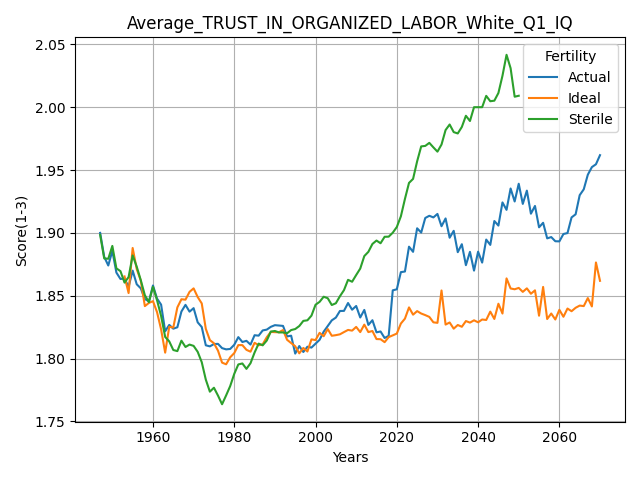 Average_TRUST_IN_ORGANIZED_LABOR_White_Q1_IQ
Score(1-3)
2.05
2.00
1.95
1.90
1.85
1.80
1.75
Fertility
Actual
Ideal
Sterile
1960 1980 2000 2020 2040 2060
Years